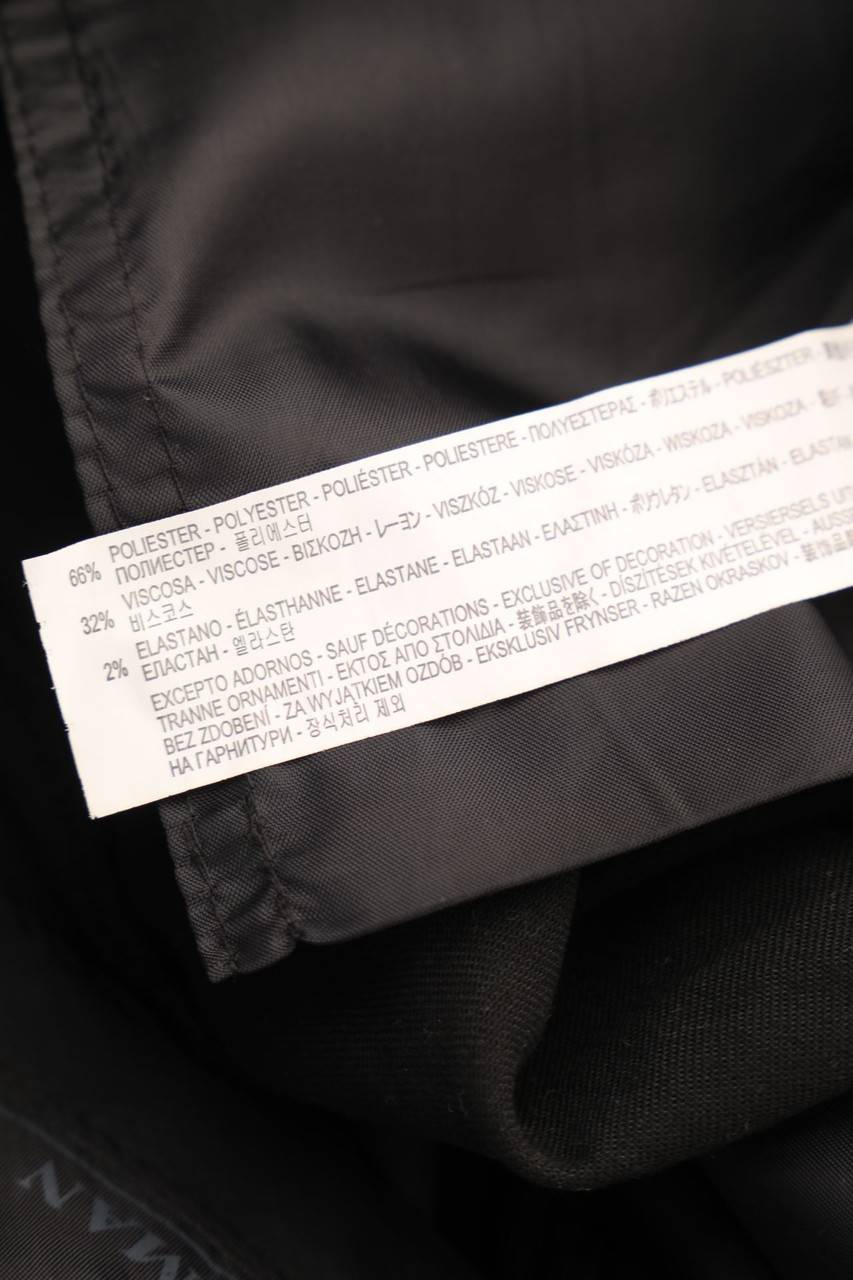 66% POLIESTER - POLYESTER - POLIÉSTER - POLIESTERE - ΠΟΛΥΕΣΤΕΡΑΣ - ポリエステル - POLIÉSZTER -
ПОЛИЕСТЕР - 폴리에스터
32% VISCOSA - VISCOSE - ΒΙΣΚΟΖΗ - レーヨン - VISZKÓZ - VISKOSE - VISKÓZA - WISKOZA - VISKOZA -
비스코스
2% ELASTANO - ÉLASTHANNE - ELASTANE - ELASTAAN - ΕΛΑΣΤΙΝΗ - ポリウレタン - ELASZTÁN - ELASTAN
ЕЛАСТАН - 엘라스탄
EXCEPTO ADORNOS - SAUF DÉCORATIONS - EXCLUSIVE OF DECORATION - VERSIERSELS
TRANNE ORNAMENTI - ΕΚΤΟΣ ΑΠΟ ΣΤΟΛΙΔΙΑ - 装飾品を除く - DÍSZÍTÉSEK KIVÉTELÉVEL -
BEZ ZDOBENÍ - ZA WYJĄTKIEM OZDÓB - EKSKLUSIV FRYNSER - RAZEN OKRASKOV -
НА ГАРНИТУРИ - 장식처리 제외
MAN